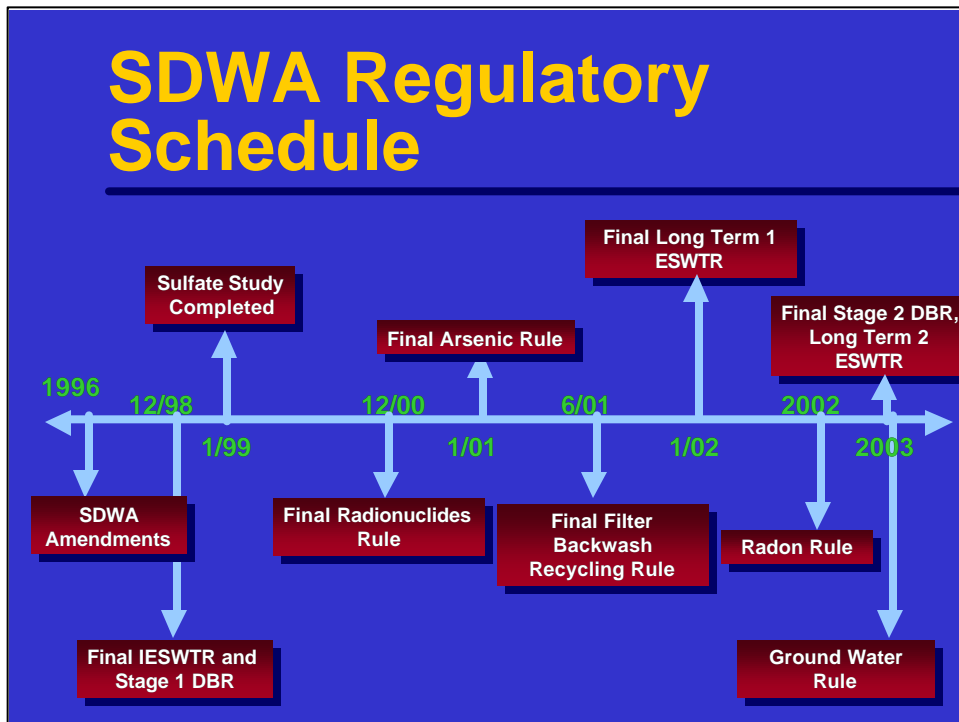 SDWA Regulatory
Schedule
Final Long Term 1
ESWTR
Sulfate Study
Completed
Final Stage 2 DBR,
Long Term 2
ESWTR
Final Arsenic Rule
1996
12/98
12/00
6/01
2002
1/99
1/01
1/02
2003
SDWA
Amendments
Final Radionuclides
Rule
Final Filter
Backwash
Recycling Rule
Radon Rule
Final IESWTR and
Stage 1 DBR
Ground Water
Rule